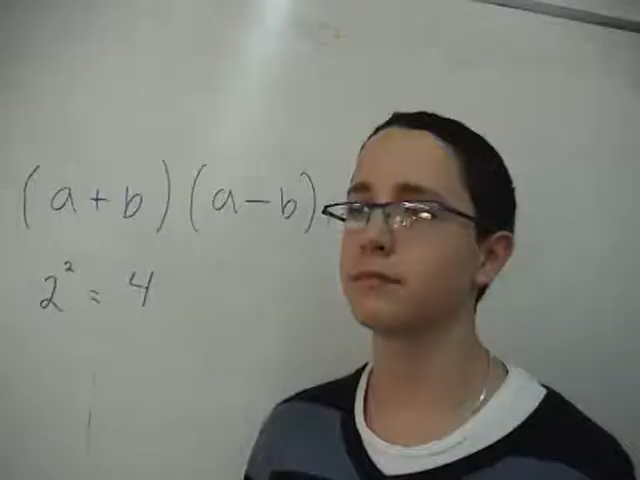 (a+b)(a-b)
2² = 4